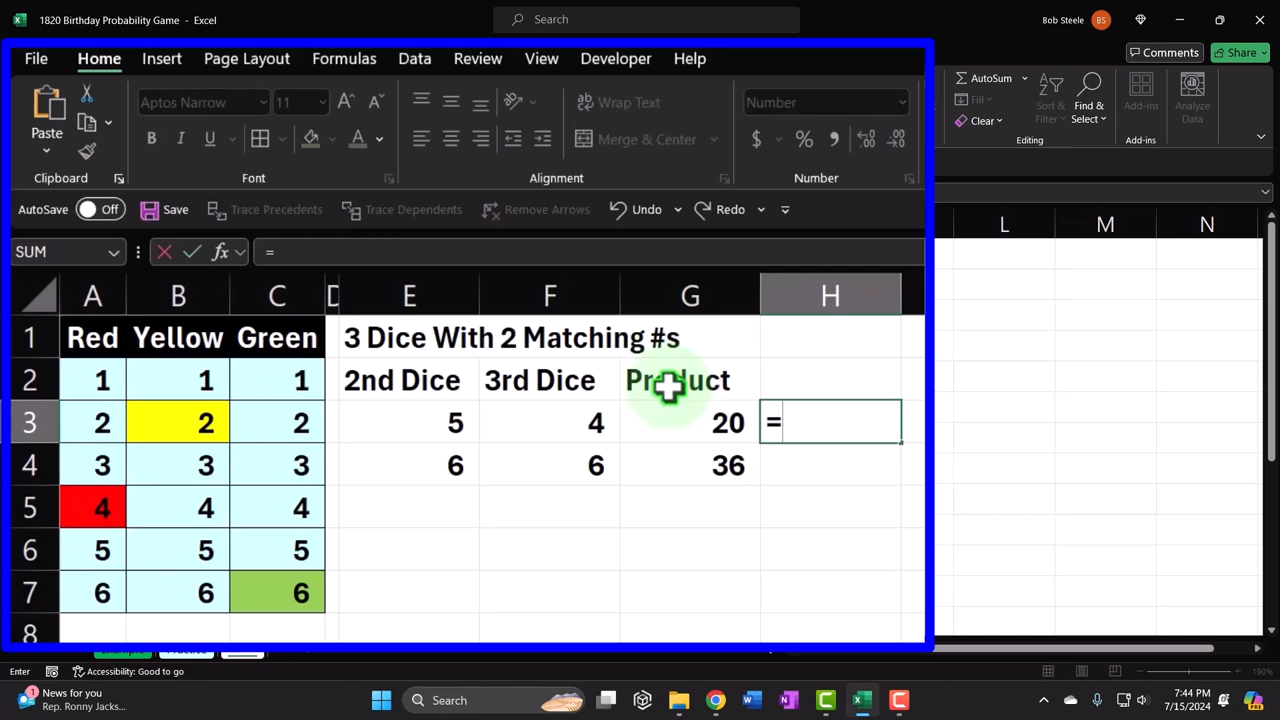 1820 Birthday Probability Game - Excel
Search
Bob Steele
BS
File Home Insert Page Layout Formulas Data Review View Developer Help
Comments
Share
Paste
Clipboard
Aptos Narrow
11
B I U
Font
Wrap Text
Merge & Center
Alignment
Number
$ % ,
Number
AutoSum
Fill
Clear
Sort & Filter
Find & Select
Editing
Add-ins
Add-ins
Analyze Data
AutoSave Off Save Trace Precedents Trace Dependents Remove Arrows Undo Redo
SUM fx =
A B C D E F G H L M N
1 Red Yellow Green 3 Dice With 2 Matching #s
2 1 1 1 2nd Dice 3rd Dice Product
3 2 2 2 5 4 20 =
4 3 3 3 6 6 36
5 4 4 4
6 5 5 5
7 6 6 6
8
Enter
Accessibility: Good to go
190%
News for you
Rep. Ronny Jacks...
1
Search
7:44 PM
7/15/2024